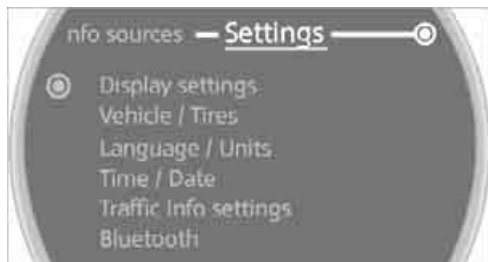 nfo sources Settings
Display settings
Vehicle / Tires
Language / Units
Time / Date
Traffic Info settings
Bluetooth